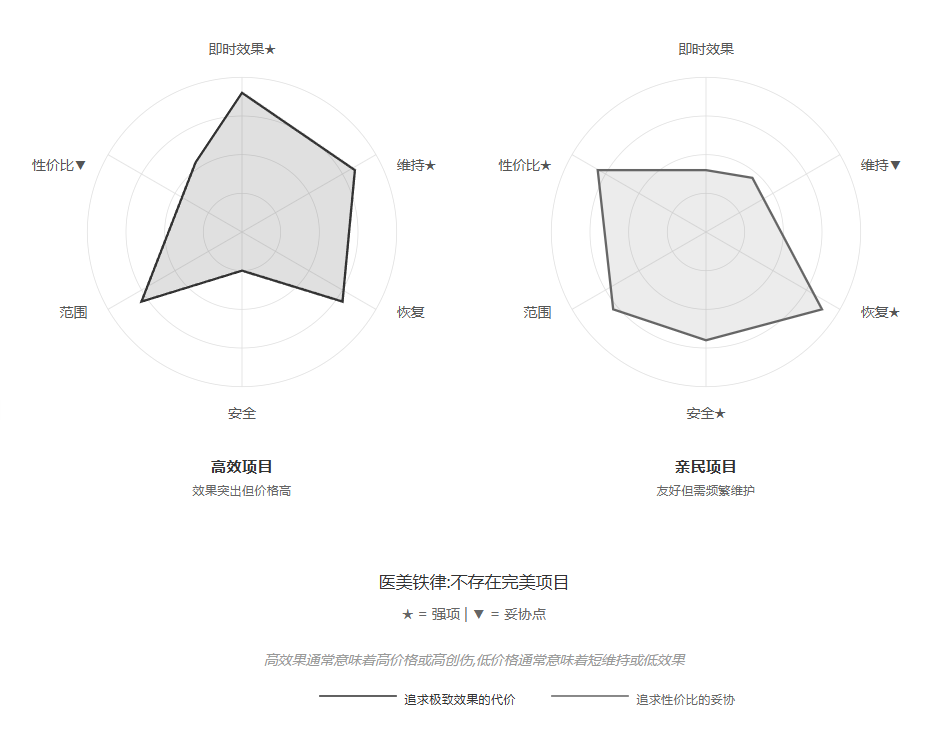 即时效果★
即时效果
性价比▼
维持★
性价比★
维持▼
范围
恢复
范围
恢复★
安全
安全★
高效项目
亲民项目
效果突出但价格高
友好但需频繁维护
医美铁律:不存在完美项目
★ = 强项 | ▼ = 妥协点
高效果通常意味着高价格或高创伤,低价格通常意味着短维持或低效果
追求极致效果的代价
追求性价比的妥协